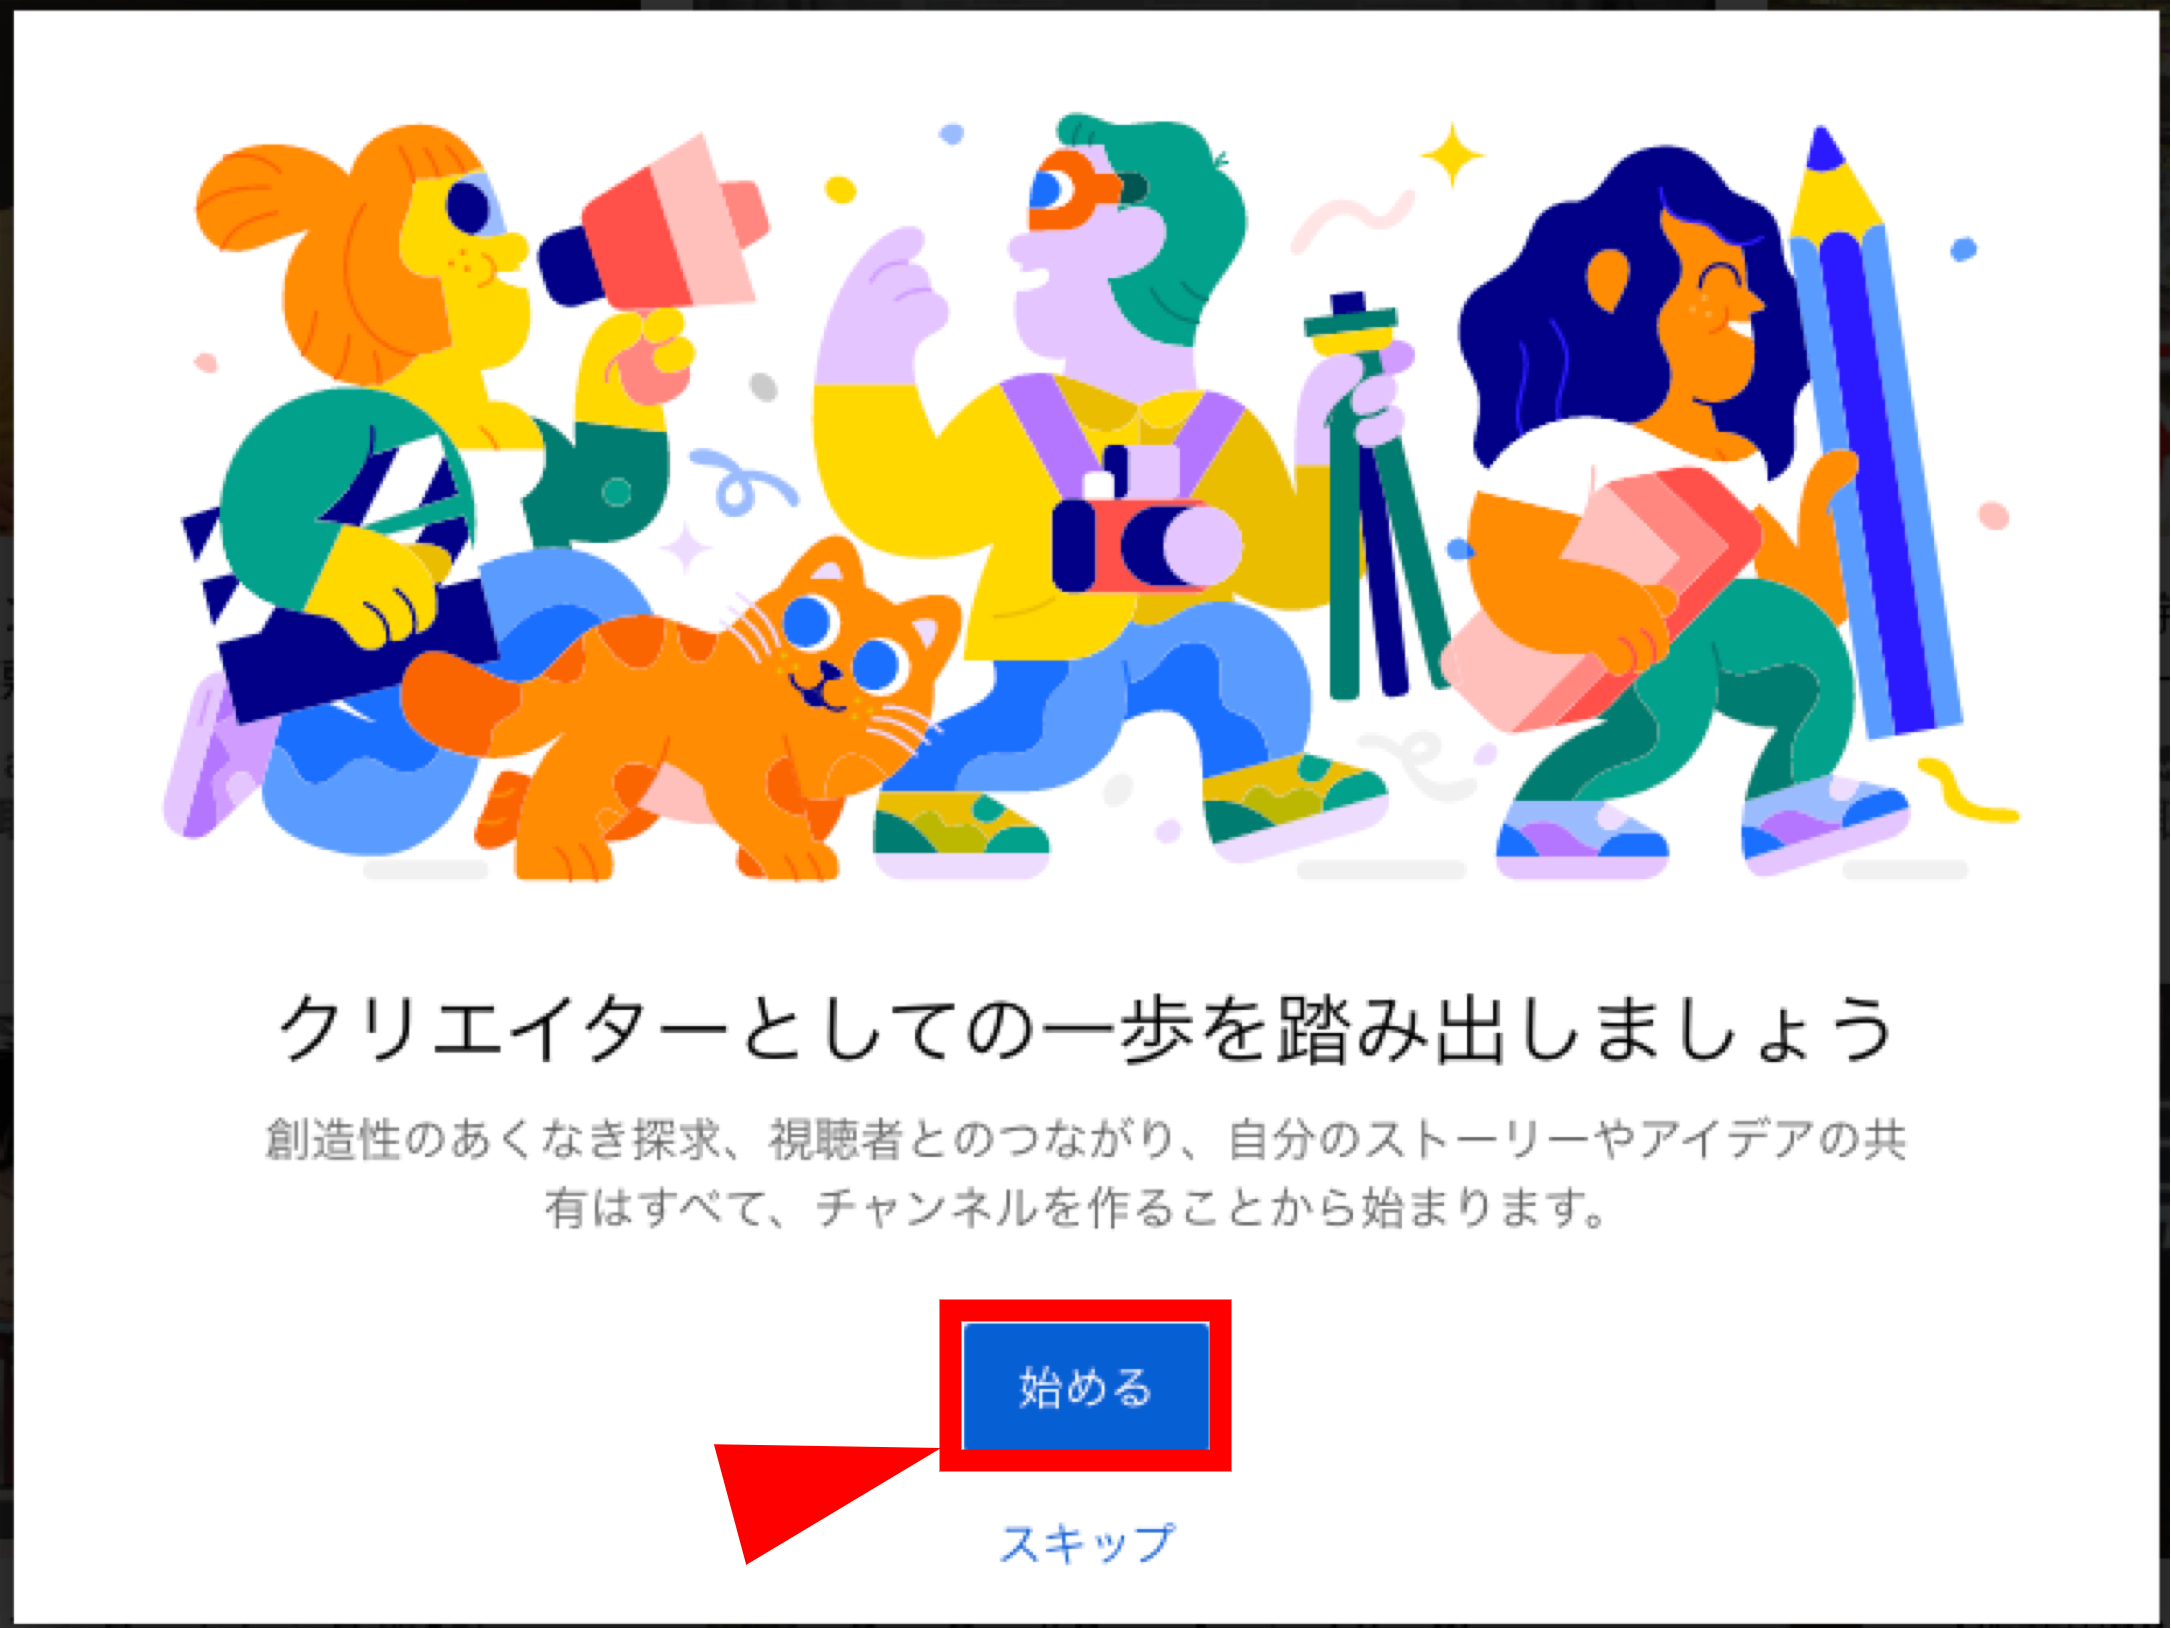 クリエイターとしての一歩を踏み出しましょう
創造性のあくなき探求、視聴者とのつながり、自分のストーリーやアイデアの共
有はすべて、チャンネルを作ることから始まります。
始める
スキップ